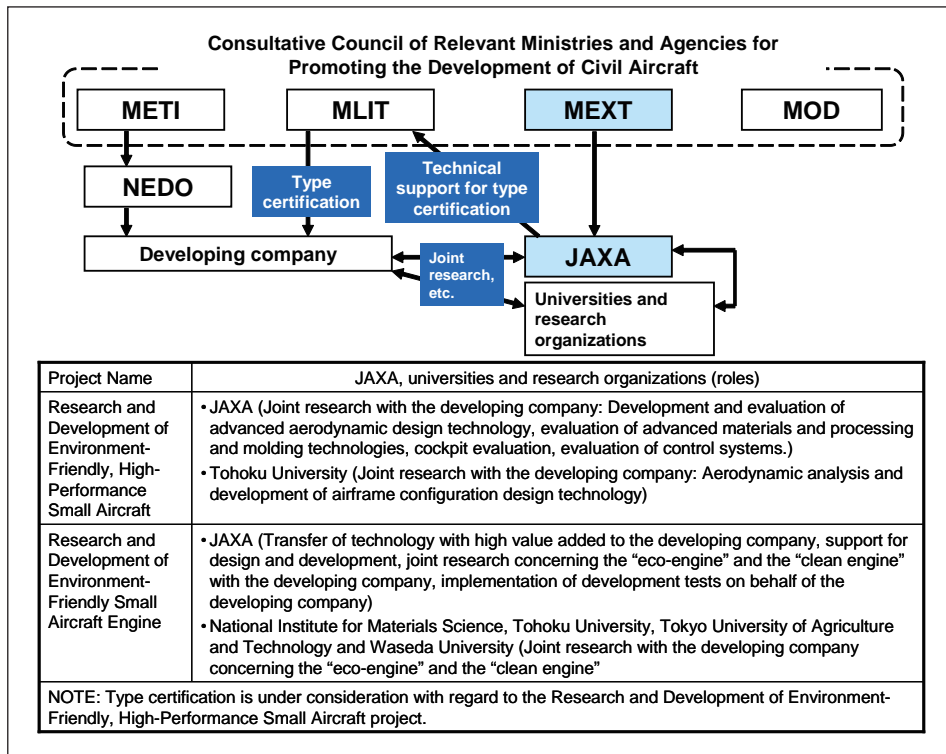 Consultative Council of Relevant Ministries and Agencies for
Promoting the Development of Civil Aircraft
METI
MLIT
MEXT
MOD
NEDO
Type
certification
Technical
support for type
certification
Developing company
Joint
research,
etc.
JAXA
Universities and
research
organizations
Project Name
JAXA, universities and research organizations (roles)
Research and
Development of
Environment-
Friendly, High-
Performance
Small Aircraft
• JAXA (Joint research with the developing company: Development and evaluation of
advanced aerodynamic design technology, evaluation of advanced materials and processing
and molding technologies, cockpit evaluation, evaluation of control systems.)
• Tohoku University (Joint research with the developing company: Aerodynamic analysis and
development of airframe configuration design technology)
Research and
Development of
Environment-
Friendly Small
Aircraft Engine
• JAXA (Transfer of technology with high value added to the developing company, support for
design and development, joint research concerning the “eco-engine” and the “clean engine”
with the developing company, implementation of development tests on behalf of the
developing company)
• National Institute for Materials Science, Tohoku University, Tokyo University of Agriculture
and Technology and Waseda University (Joint research with the developing company
concerning the “eco-engine” and the “clean engine”
NOTE: Type certification is under consideration with regard to the Research and Development of Environment-
Friendly, High-Performance Small Aircraft project.